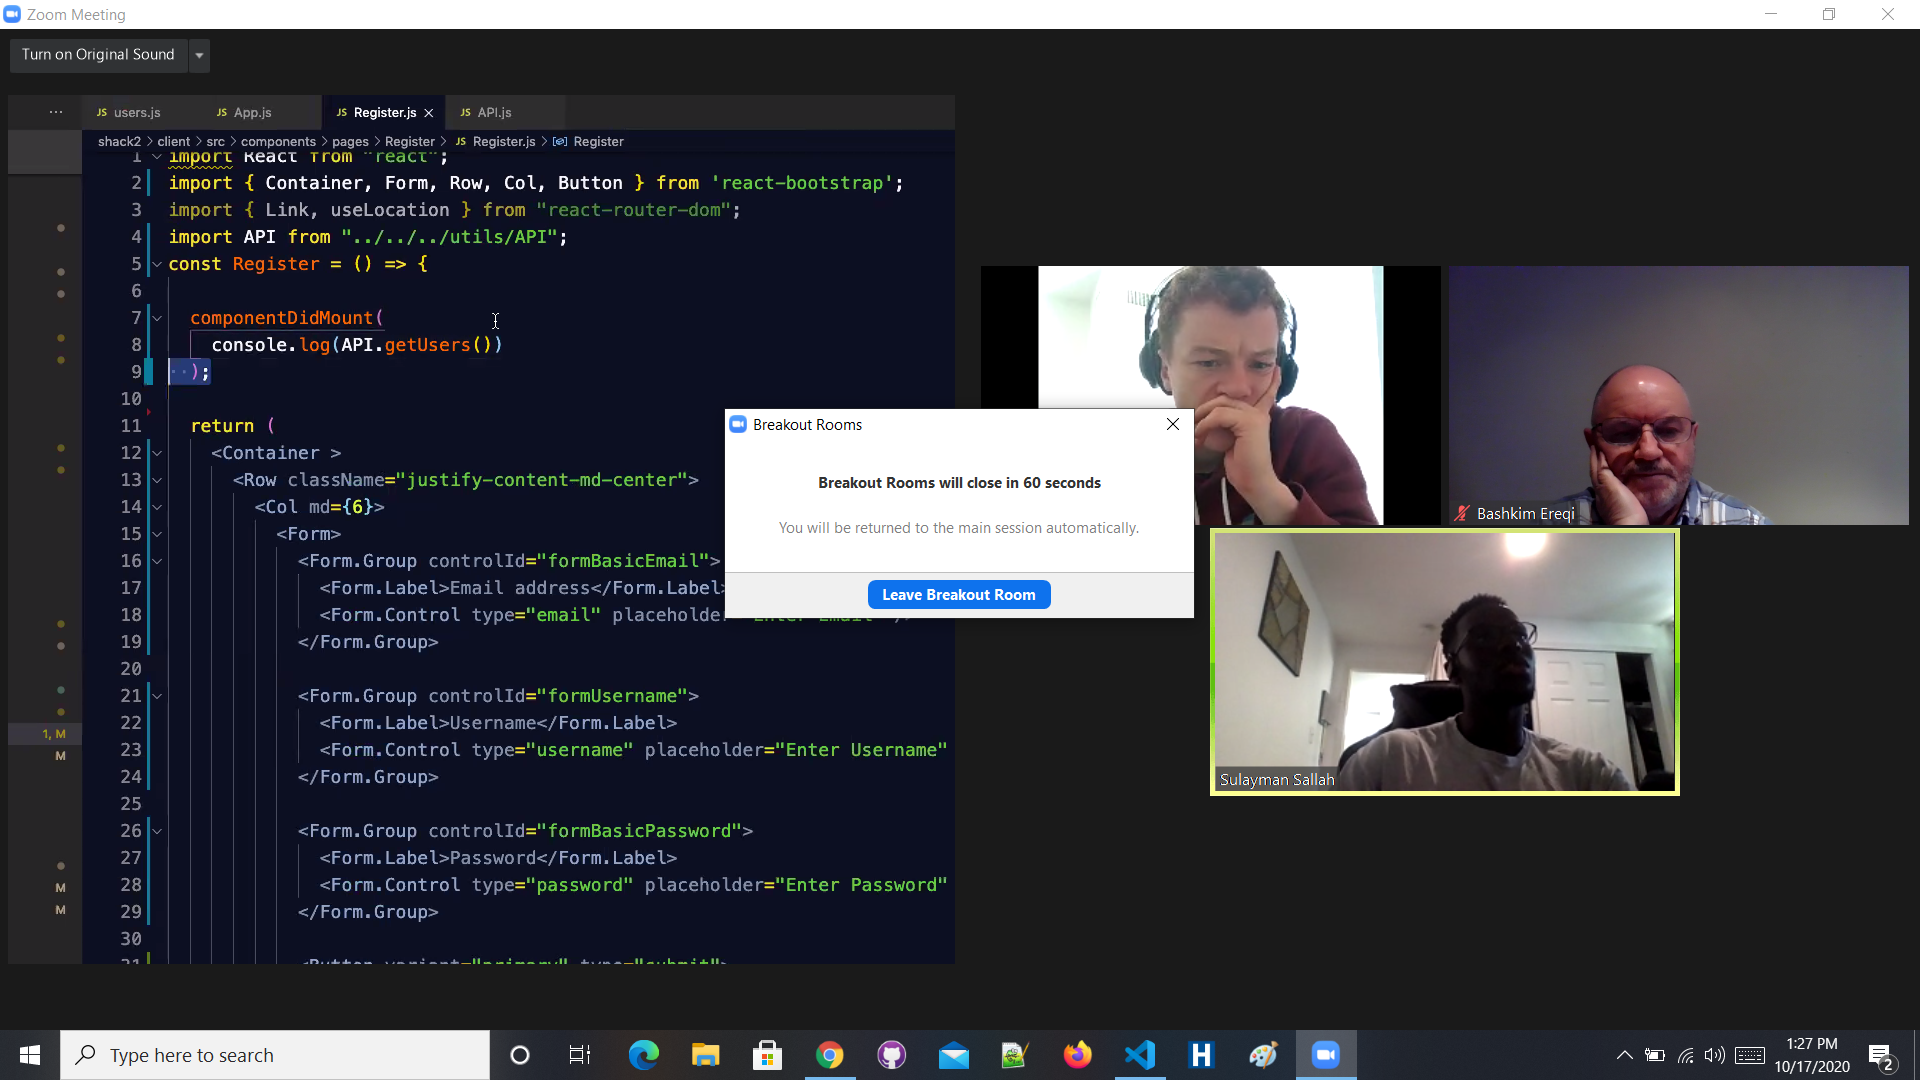 Zoom Meeting
Turn on Original Sound
... JS users.js JS App.js JS Register.js JS API.js
shack2 > client > src > components > pages > Register > JS Register.js > Register
1 import React from "react";
2 import { Container, Form, Row, Col, Button } from 'react-bootstrap';
3 import { Link, useLocation } from "react-router-dom";
4 import API from "../../../utils/API";
5 const Register = () => {
6
7 componentDidMount(
8 console.log(API.getUsers())
9 );
10
11 return (
12 <Container >
13 <Row className="justify-content-md-center">
14 <Col md={6}>
15 <Form>
16 <Form.Group controlId="formBasicEmail">
17 <Form.Label>Email address</Form.Label>
18 <Form.Control type="email" placeholder="Enter Email" />
19 </Form.Group>
20
21 <Form.Group controlId="formUsername">
22 <Form.Label>Username</Form.Label>
23 <Form.Control type="username" placeholder="Enter Username"
24 </Form.Group>
25
26 <Form.Group controlId="formBasicPassword">
27 <Form.Label>Password</Form.Label>
28 <Form.Control type="password" placeholder="Enter Password"
29 </Form.Group>
30
31 <Button variant="primary" type="submit">
1, M
M
M
M
Breakout Rooms
Breakout Rooms will close in 60 seconds
You will be returned to the main session automatically.
Leave Breakout Room
Bashkim Ereqi
Sulayman Sallah
Type here to search
H
1:27 PM
10/17/2020
2